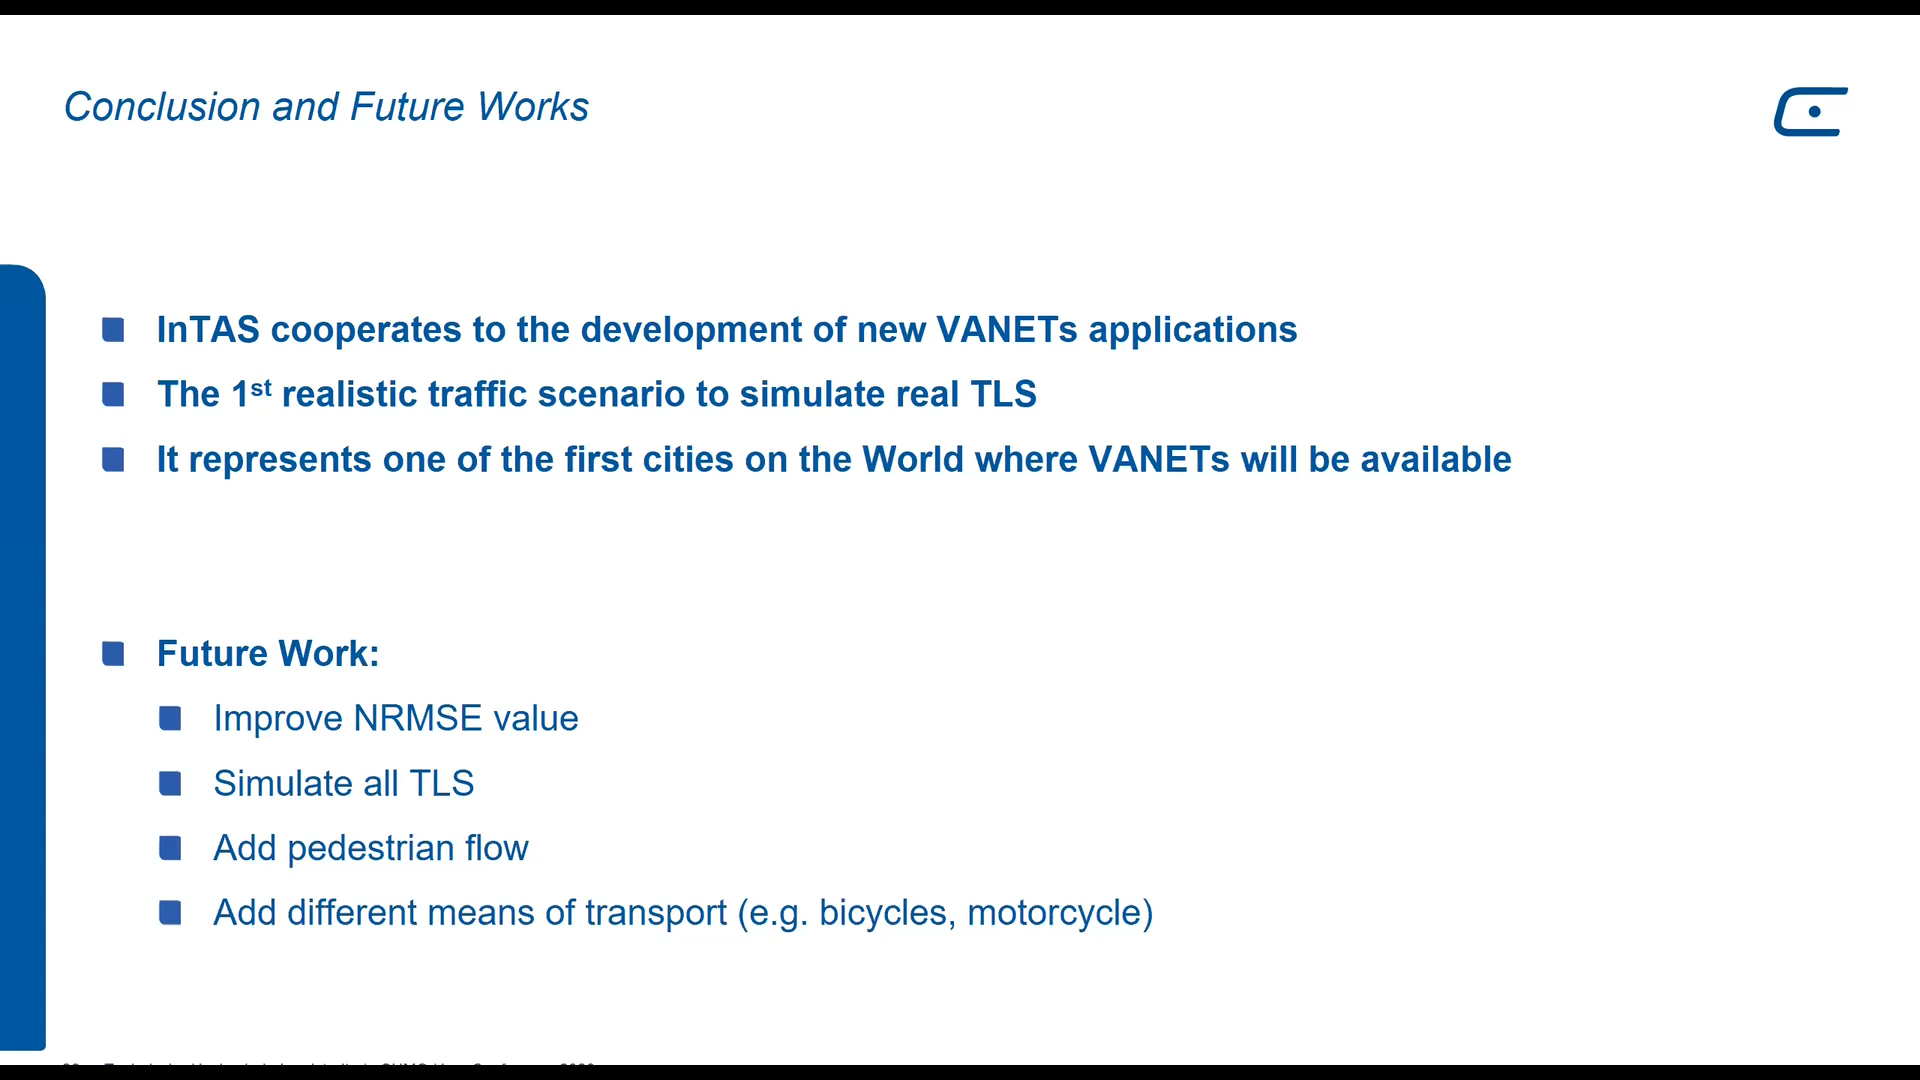 Conclusion and Future Works
InTAS cooperates to the development of new VANETs applications
The 1st realistic traffic scenario to simulate real TLS
It represents one of the first cities on the World where VANETs will be available
Future Work:
Improve NRMSE value
Simulate all TLS
Add pedestrian flow
Add different means of transport (e.g. bicycles, motorcycle)